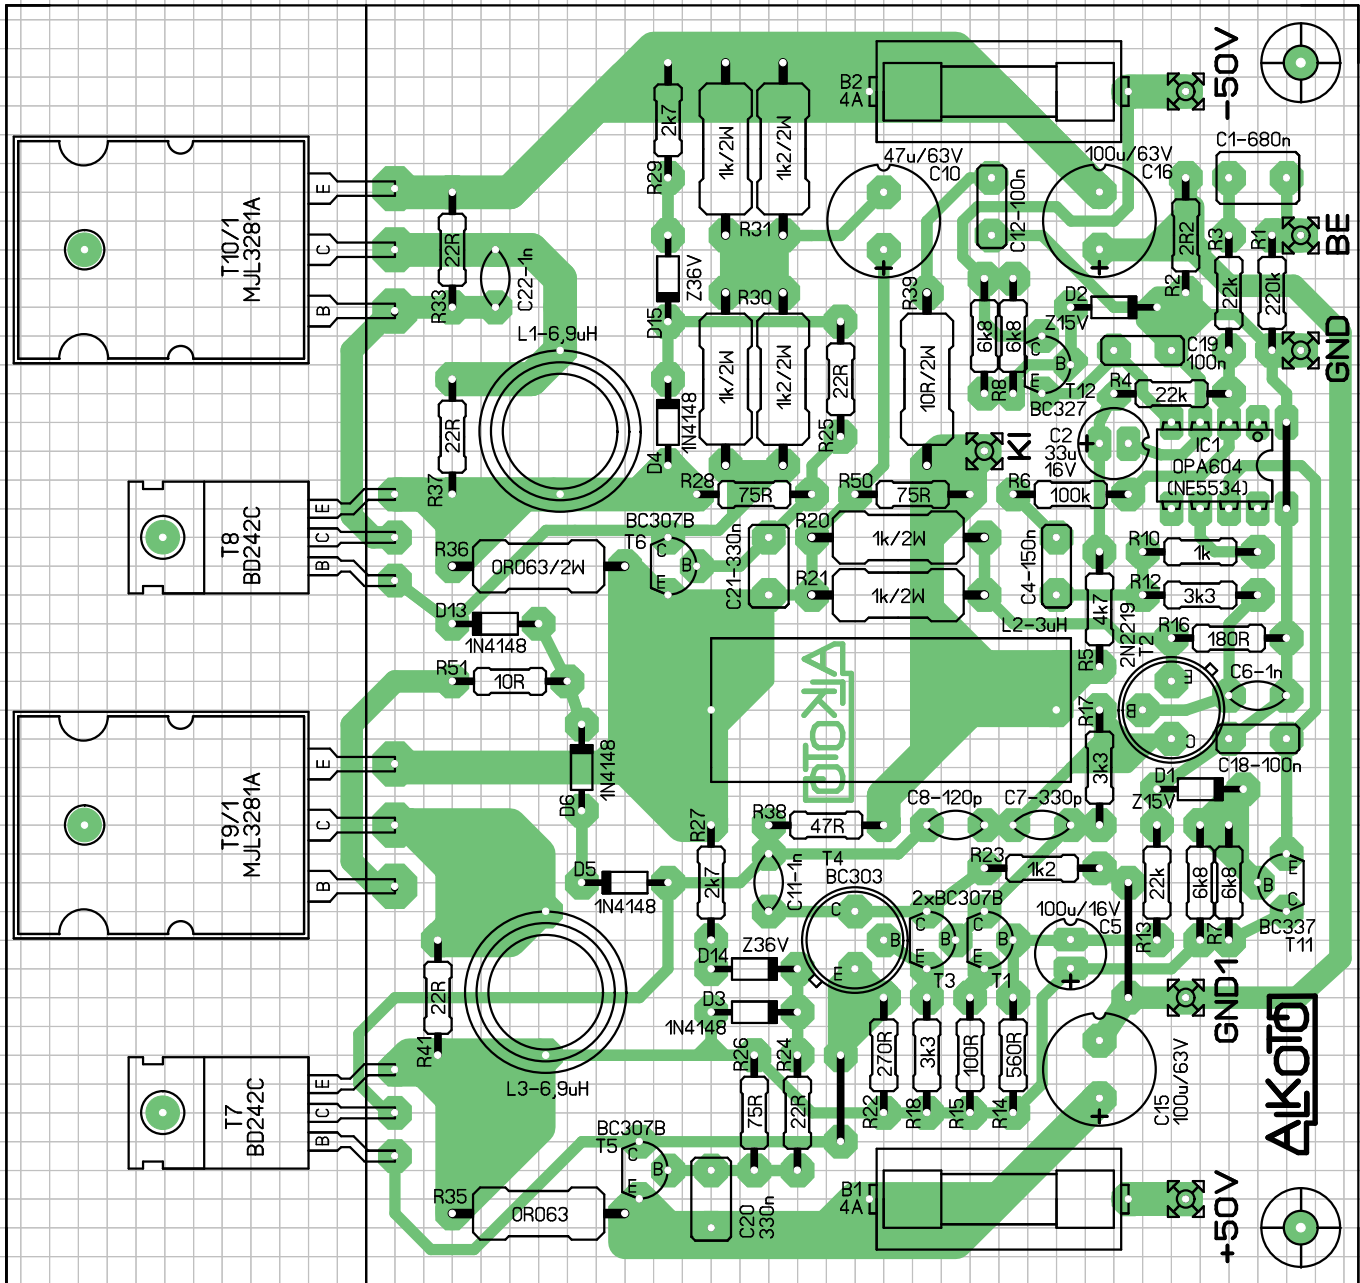 -50V
B2
4A
C1-680n
47u/63V
C10
100u/63V
C16
2k7
1k/2W
1k2/2W
R29
R31
C12-100n
2R2
R2
R3
R1
22k
220k
BE
GND
E
C
B
T10/1
MJL3281A
22R
R33
C22-1n
L1-6,9uH
Z36V
D15
R30
R39
6k8
6k8
R8
D2
Z15V
C
B
E
T12
BC327
C19
100n
R4
22k
1k/2W
1k2/2W
22R
R25
10R/2W
1N4148
D4
22R
R37
KI
C2
33u
16V
IC1
OPA604
(NE5534)
R28
75R
R50
75R
R6
100k
E
C
B
T8
BD242C
R36
0R063/2W
BC307B
T6
C
B
E
C21-330n
R20
1k/2W
R21
1k/2W
C4-150n
R10
1k
R12
3k3
4k7
R5
2N2219
T2
R16
180R
D13
1N4148
R51
10R
L2-3uH
ALKOTO
E
B
C
C6-1n
C18-100n
R17
3k3
E
C
B
T9/1
MJL3281A
1N4148
D6
D1
Z15V
R27
2k7
R38
47R
C8-120p
C7-330p
D5
1N4148
C11-1n
T4
BC303
R23
1k2
22k
R13
6k8
6k8
R7
E
B
C
BC337
T11
2xBC307B
100u/16V
C5
C
B
E
C
B
E
C
B
E
T3
T1
D14
Z36V
D3
1N4148
22R
R41
L3-6,9uH
R26
75R
R24
22R
270R
R22
3k3
R18
100R
R15
560R
R14
GND1
C15
100u/63V
ALKOTO
E
C
B
T7
BD242C
BC307B
T5
C
B
E
R35
0R063
C20
330n
B1
4A
+50V